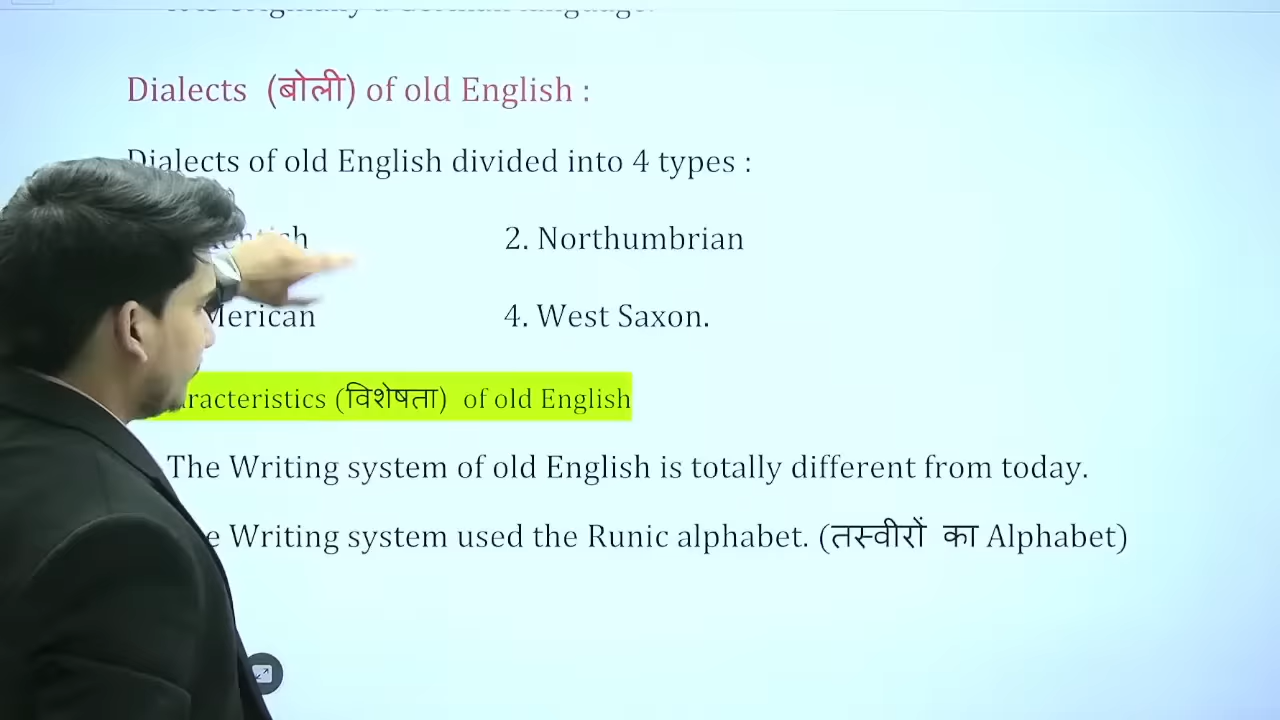 Dialects (बोली) of old English :
Dialects of old English divided into 4 types :
2. Northumbrian
Merican 4. West Saxon.
(विशेषता) of old English
The Writing system of old English is totally different from today.
Writing system used the Runic alphabet. (तस्वीरों का Alphabet)